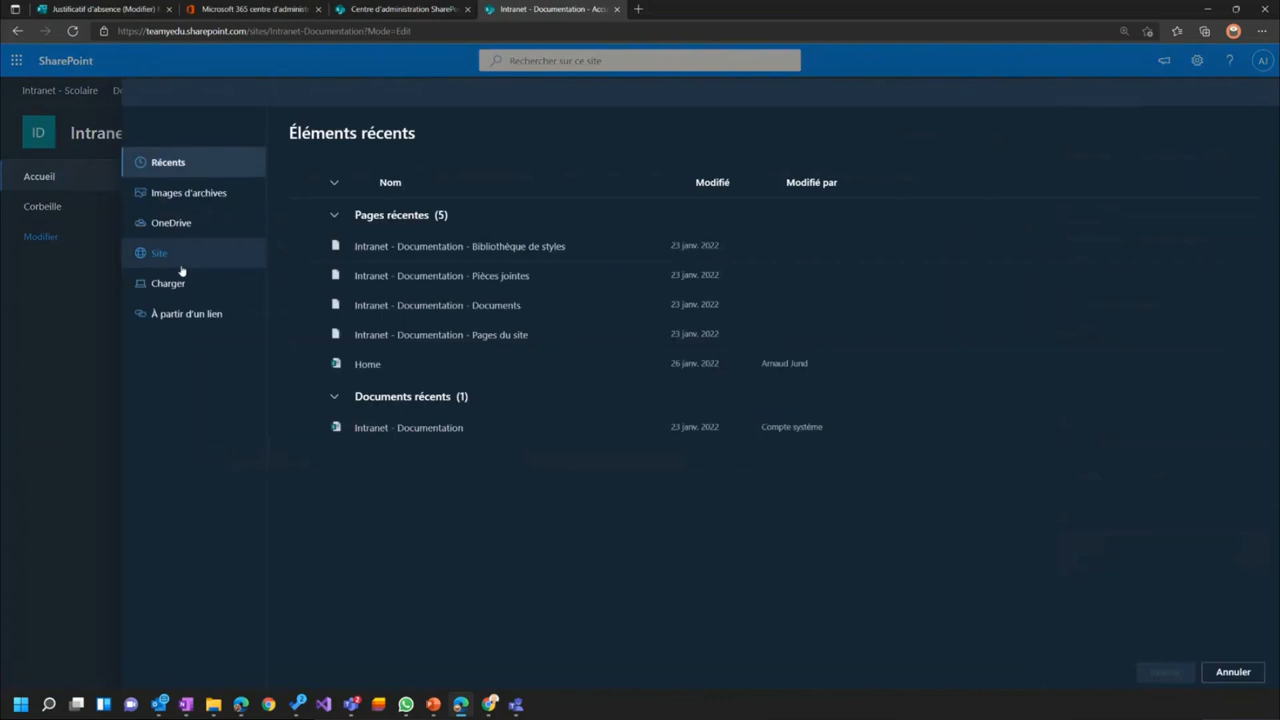 Justificatif d'absence (Modifier)
Microsoft 365 centre d'administ
Centre d'administration SharePo
Intranet - Documentation - Accu
https://teamyedu.sharepoint.com/sites/Intranet-Documentation?Mode=Edit
SharePoint
Rechercher sur ce site
AJ
Intranet - Scolaire
ID
Intrane
Éléments récents
Récents
Accueil
Nom
Modifié
Modifié par
Images d'archives
Corbeille
Pages récentes (5)
OneDrive
Modifier
Intranet - Documentation - Bibliothèque de styles
23 janv. 2022
Site
Intranet - Documentation - Pièces jointes
23 janv. 2022
Charger
Intranet - Documentation - Documents
23 janv. 2022
À partir d'un lien
Intranet - Documentation - Pages du site
23 janv. 2022
Home
26 janv. 2022
Arnaud Jund
Documents récents (1)
Intranet - Documentation
23 janv. 2022
Compte système
Annuler